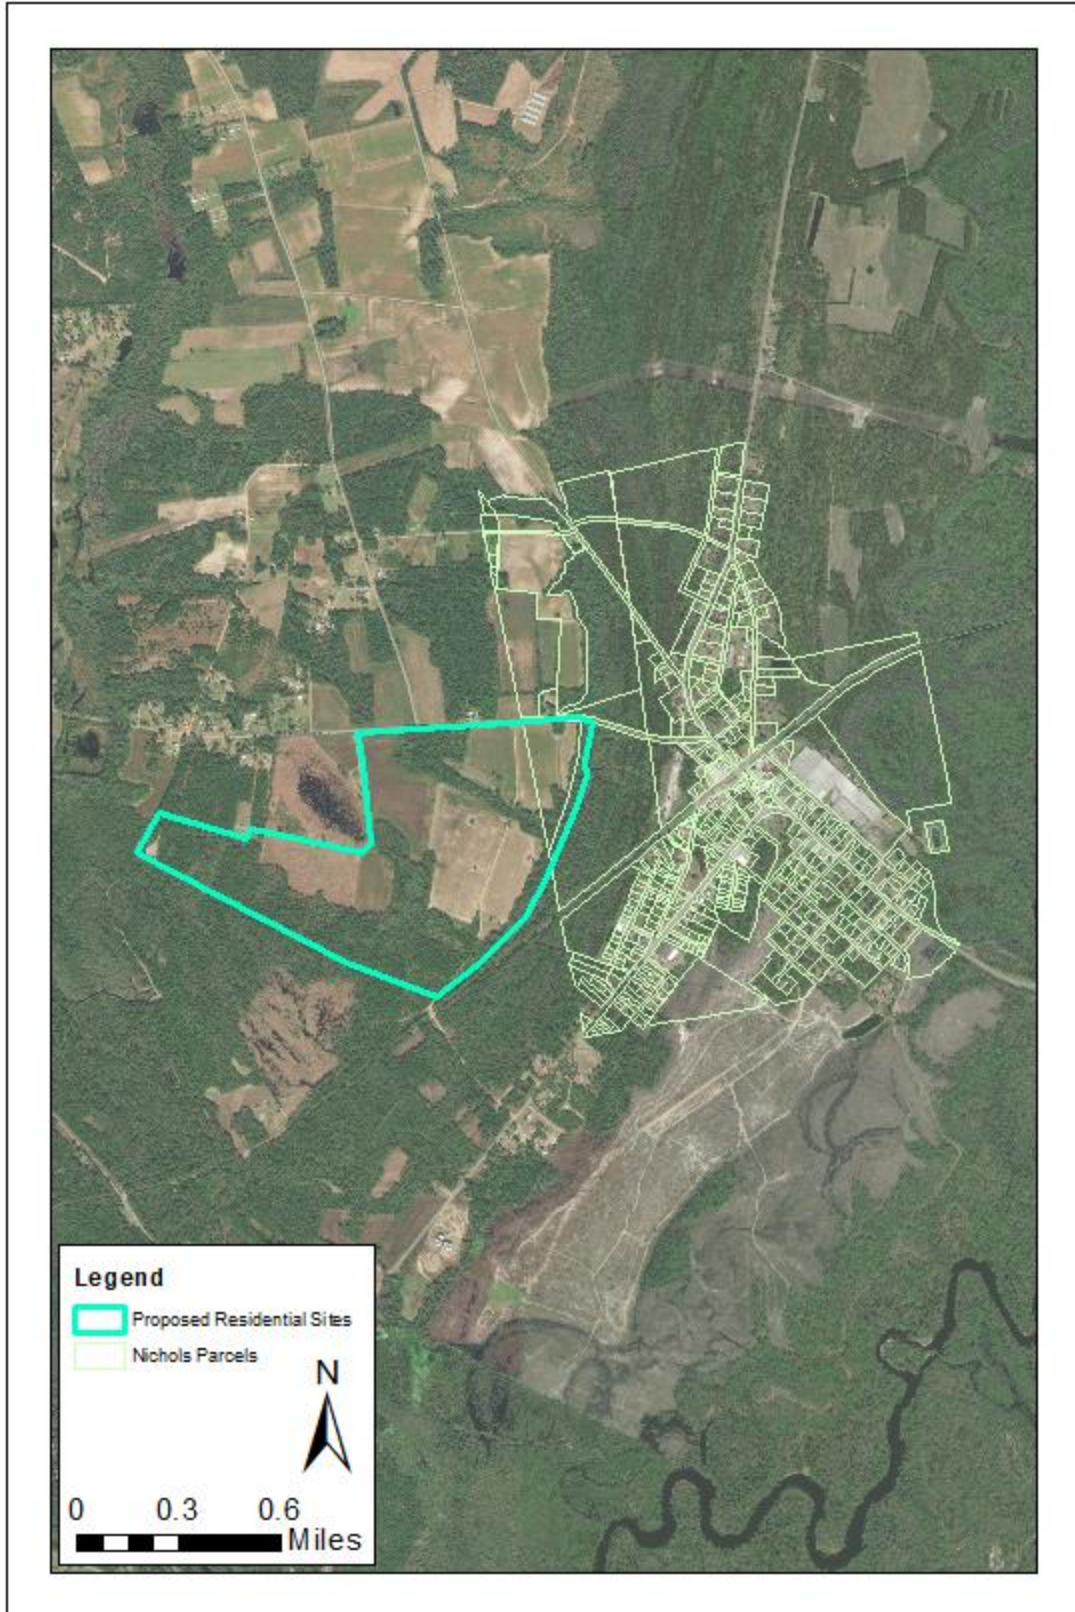 Legend
Proposed Residential Sites
Nichols Parcels
N
0 0.3 0.6
Miles